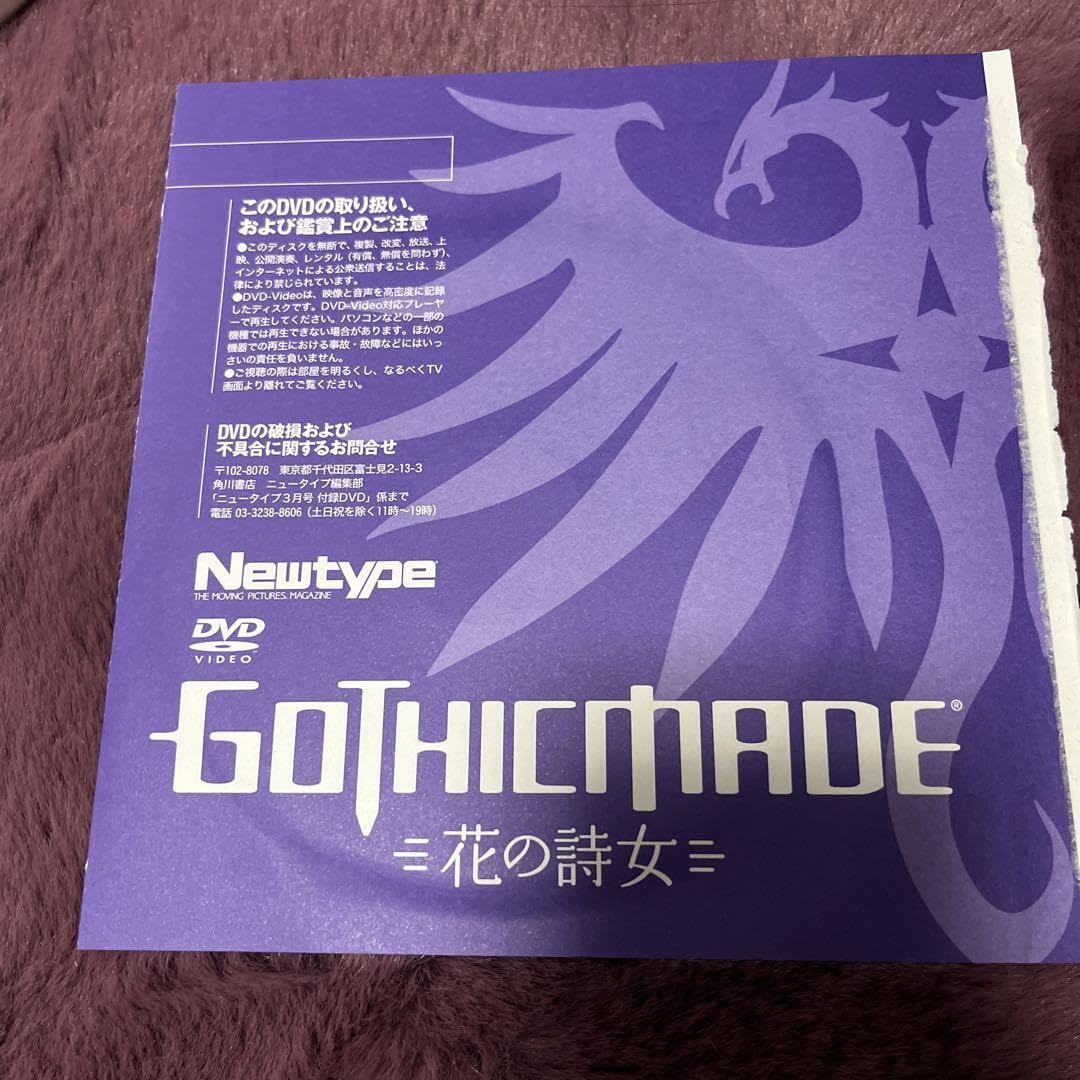 このDVDの取り扱い、
および鑑賞上のご注意
●このディスクを無断で、複製、改変、放送、上
映、公開演奏、レンタル（有償、無償を問わず）、
インターネットによる公衆送信することは、法
律により禁じられています。
●DVD-Videoは、映像と音声を高密度に記録
したディスクです。DVD-Video対応プレーヤ
ーで再生してください。パソコンなどの一部の
機種では再生できない場合があります。ほかの
機器での再生における事故・故障などにはいっ
さいの責任を負いません。
●ご視聴の際は部屋を明るくし、なるべくTV
画面より離れてご覧ください。
DVDの破損および
不具合に関するお問合せ
〒102-8078　東京都千代田区富士見2-13-3
角川書店　ニュータイプ編集部
「ニュータイプ3月号 付録DVD」係まで
電話 03-3238-8606（土日祝を除く11時〜19時）
Newtype
THE MOVING PICTURES. MAGAZINE
DVD
VIDEO™
GOTHICMADE®
花の詩女